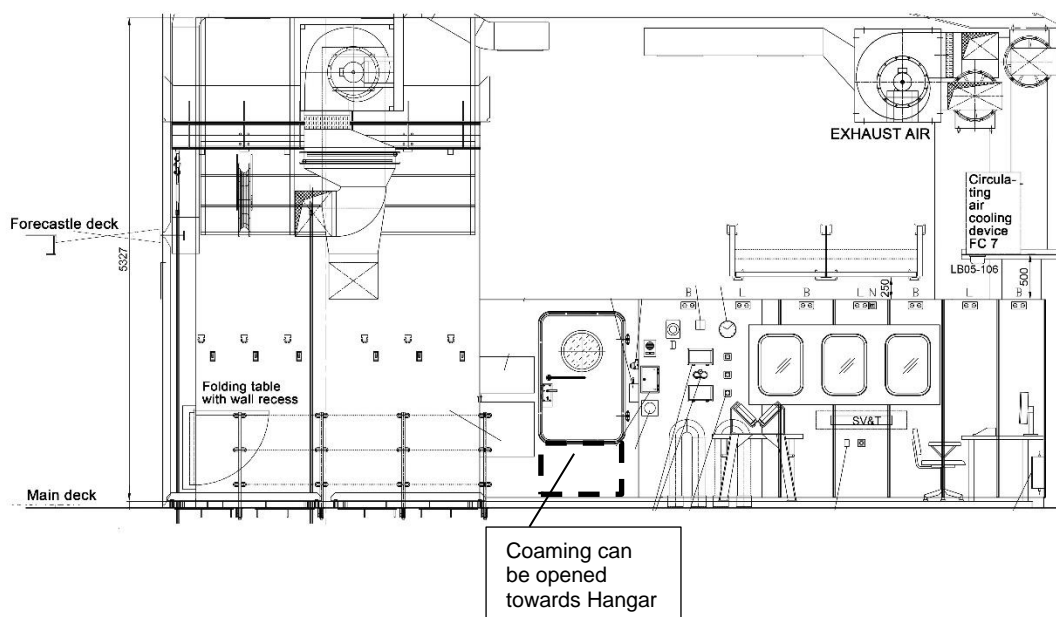 EXHAUST AIR
Circula-
ting
air
cooling
device
FC 7
Forecastle deck
5327
LB05-106
500
250
B
L
B
L N
B
L
B
D
Folding table
with wall recess
SV&T
Main deck
Coaming can
be opened
towards Hangar